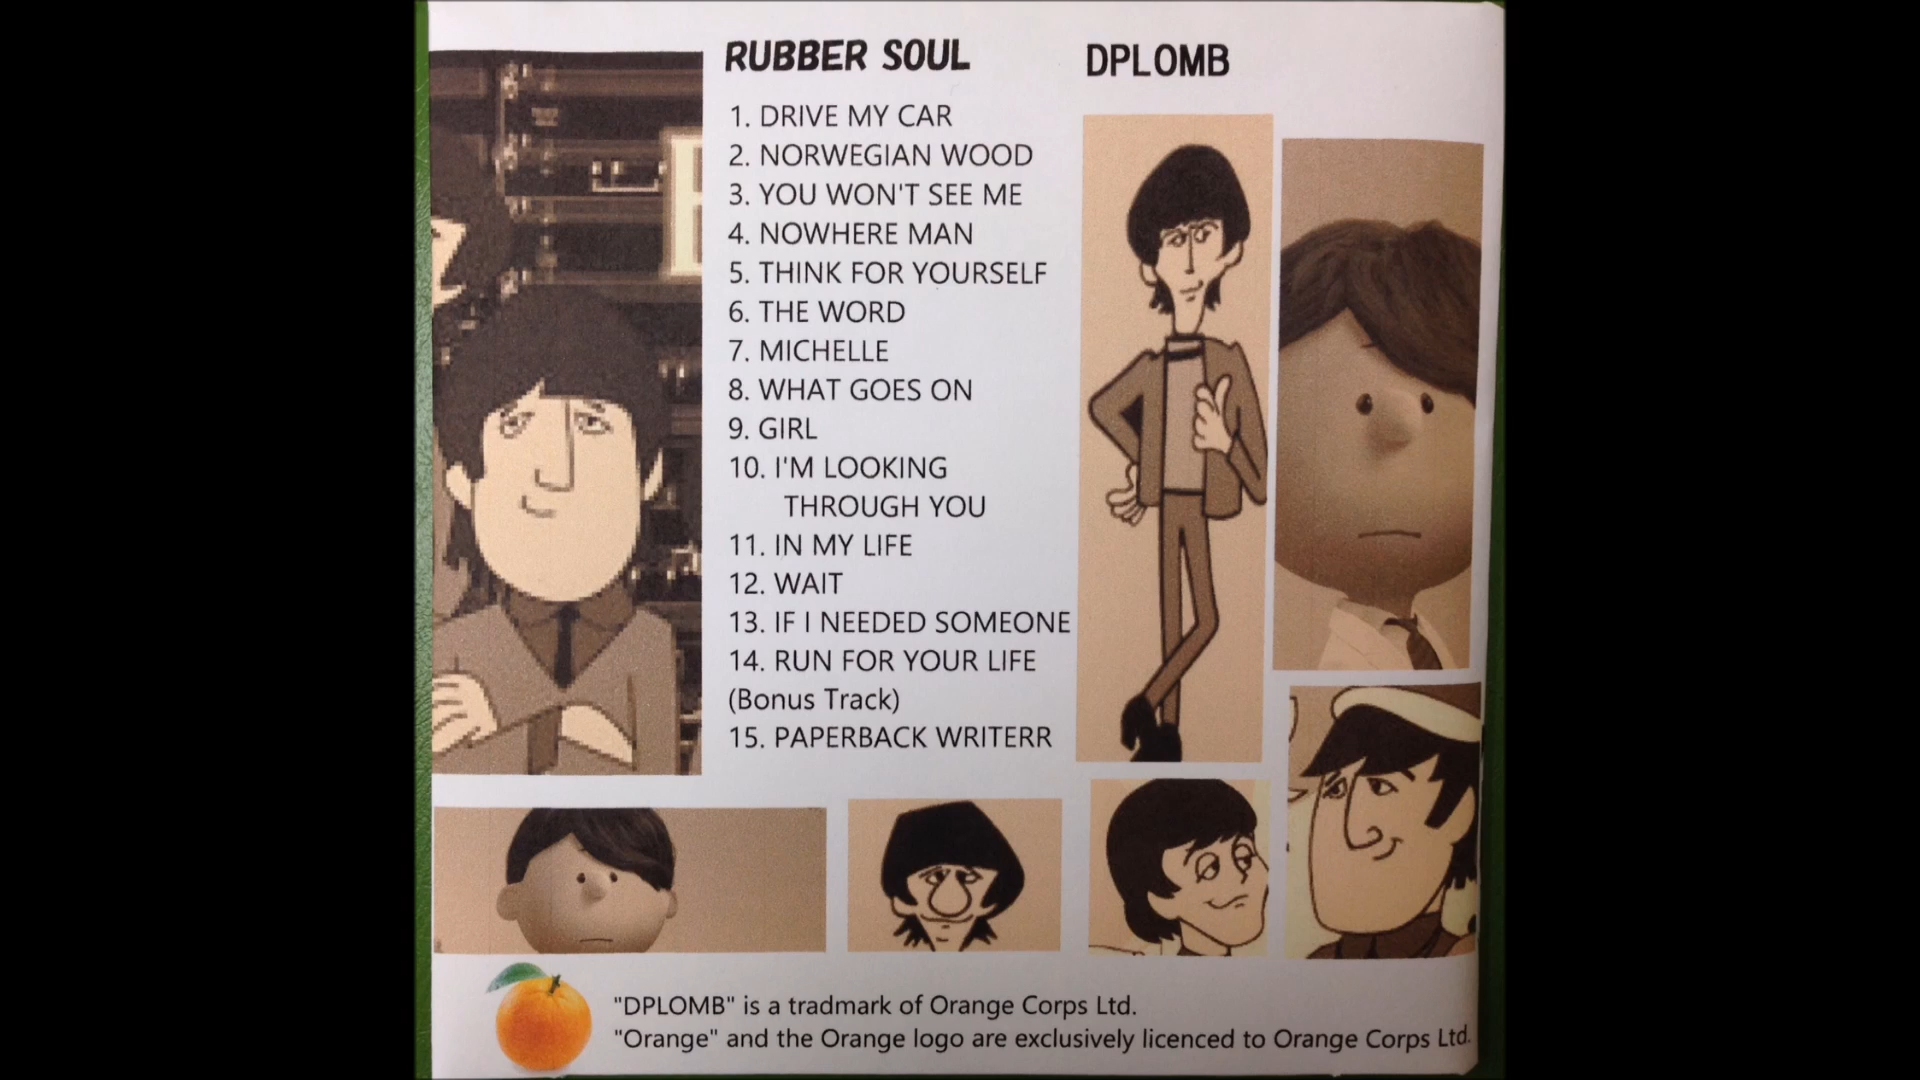 RUBBER SOUL
DPLOMB
1. DRIVE MY CAR
2. NORWEGIAN WOOD
3. YOU WON'T SEE ME
4. NOWHERE MAN
5. THINK FOR YOURSELF
6. THE WORD
7. MICHELLE
8. WHAT GOES ON
9. GIRL
10. I'M LOOKING
THROUGH YOU
11. IN MY LIFE
12. WAIT
13. IF I NEEDED SOMEONE
14. RUN FOR YOUR LIFE
(Bonus Track)
15. PAPERBACK WRITERR
"DPLOMB" is a tradmark of Orange Corps Ltd.
"Orange" and the Orange logo are exclusively licenced to Orange Corps Ltd.